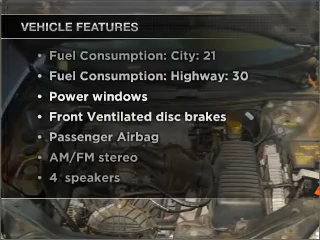 VEHICLE FEATURES
• Fuel Consumption: City: 21
• Fuel Consumption: Highway: 30
• Power windows
• Front Ventilated disc brakes
• Passenger Airbag
• AM/FM stereo
• 4 speakers